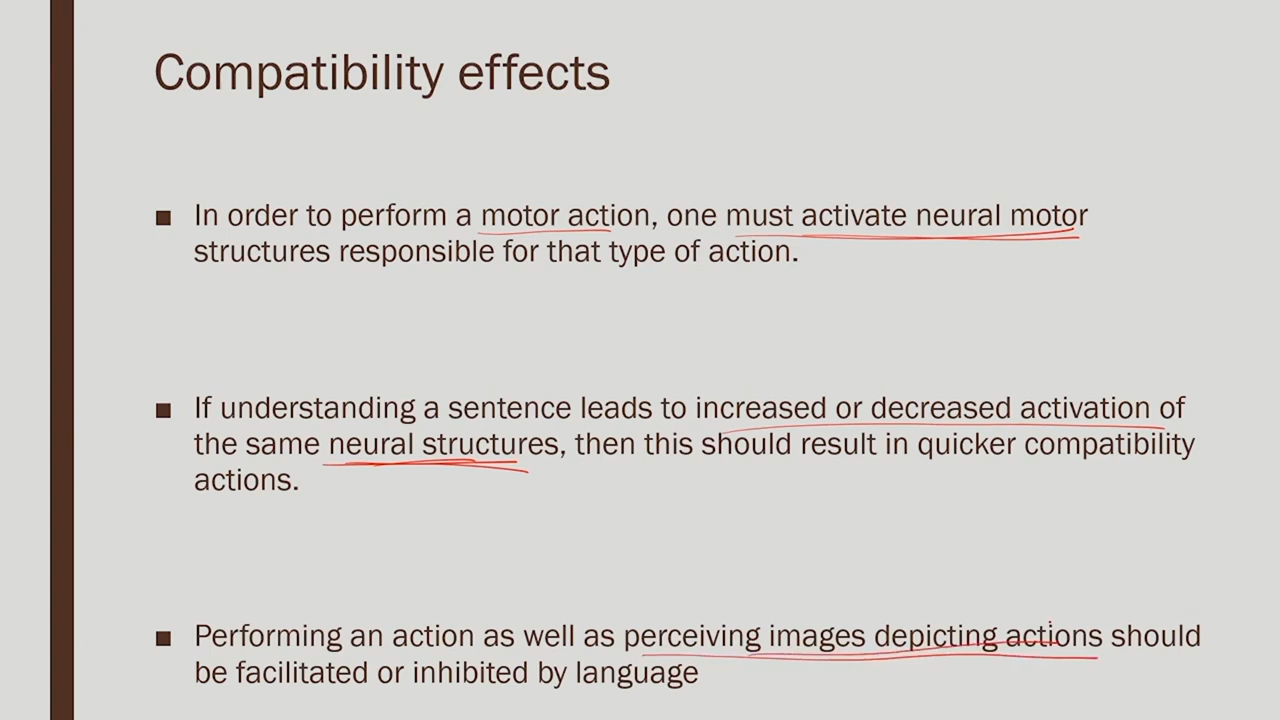 Compatibility effects
■ In order to perform a motor action, one must activate neural motor
structures responsible for that type of action.
■ If understanding a sentence leads to increased or decreased activation of
the same neural structures, then this should result in quicker compatibility
actions.
■ Performing an action as well as perceiving images depicting actions should
be facilitated or inhibited by language